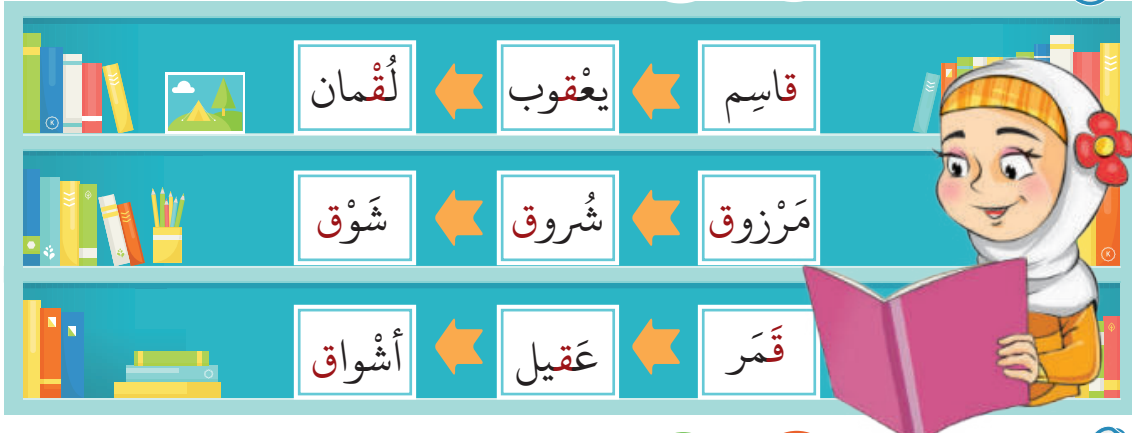 قاسِم يعْقوب لُقْمان
مَرْزوق شُروق شَوْق
قَمَر عَقيل أشْواق